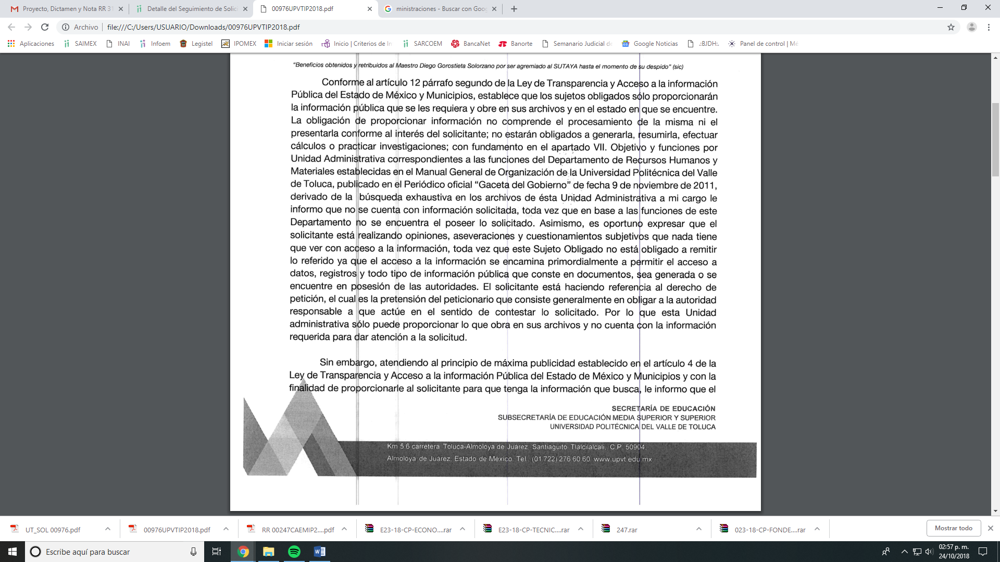 Proyecto, Dictamen y Nota RR 31
Detalle del Seguimiento de Solici
00976UPVTIP2018.pdf
ministraciones - Buscar con Goog
Archivo
file:///C:/Users/USUARIO/Downloads/00976UPVTIP2018.pdf
Aplicaciones
SAIMEX
INAI
Infoem
Legistel
IPOMEX
Iniciar sesión
Inicio | Criterios de In
SARCOEM
BancaNet
Banorte
Semanario Judicial de
Google Noticias
.:BJDH:.
Panel de control | Mé
"Beneficios obtenidos y retribuidos al Maestro Diego Gorostieta Solorzano por ser agremiado al SUTAYA hasta el momento de su despido" (sic)
Conforme al artículo 12 párrafo segundo de la Ley de Transparencia y Acceso a la información
Pública del Estado de México y Municipios, establece que los sujetos obligados sólo proporcionarán
la información pública que se les requiera y obre en sus archivos y en el estado en que se encuentre.
La obligación de proporcionar información no comprende el procesamiento de la misma ni el
presentarla conforme al interés del solicitante; no estarán obligados a generarla, resumirla, efectuar
cálculos o practicar investigaciones; con fundamento en el apartado VII. Objetivo y funciones por
Unidad Administrativa correspondientes a las funciones del Departamento de Recursos Humanos y
Materiales establecidas en el Manual General de Organización de la Universidad Politécnica del Valle
de Toluca, publicado en el Periódico oficial "Gaceta del Gobierno" de fecha 9 de noviembre de 2011,
derivado de la búsqueda exhaustiva en los archivos de ésta Unidad Administrativa a mi cargo le
informo que no se cuenta con información solicitada, toda vez que en base a las funciones de este
Departamento no se encuentra el poseer lo solicitado. Asimismo, es oportuno expresar que el
solicitante está realizando opiniones, aseveraciones y cuestionamientos subjetivos que nada tiene
que ver con acceso a la información, toda vez que este Sujeto Obligado no está obligado a remitir
lo referido ya que el acceso a la información se encamina primordialmente a permitir el acceso a
datos, registros y todo tipo de información pública que conste en documentos, sea generada o se
encuentre en posesión de las autoridades. El solicitante está haciendo referencia al derecho de
petición, el cual es la pretensión del peticionario que consiste generalmente en obligar a la autoridad
responsable a que actúe en el sentido de contestar lo solicitado. Por lo que esta Unidad
administrativa sólo puede proporcionar lo que obra en sus archivos y no cuenta con la información
requerida para dar atención a la solicitud.
Sin embargo, atendiendo al principio de máxima publicidad establecido en el artículo 4 de la
Ley de Transparencia y Acceso a la información Pública del Estado de México y Municipios y con la
finalidad de proporcionarle al solicitante para que tenga la información que busca, le informo que el
SECRETARÍA DE EDUCACIÓN
SUBSECRETARÍA DE EDUCACIÓN MEDIA SUPERIOR Y SUPERIOR
UNIVERSIDAD POLITÉCNICA DEL VALLE DE TOLUCA
Km 5.6 carretera Toluca-Almoloya de Juárez, Santiaguito Tlalcilalcali, C.P. 50904,
Almoloya de Juárez, Estado de México. Tel.: (01 722) 276 60 60 www.upvt.edu.mx
UT_SOL 00976.pdf
00976UPVTIP2018.pdf
RR 00247CAEMIP2....pdf
E23-18-CP-ECONO....rar
E23-18-CP-TECNIC....rar
247.rar
023-18-CP-FONDE....rar
Mostrar todo
Escribe aquí para buscar
02:57 p. m.
24/10/2018